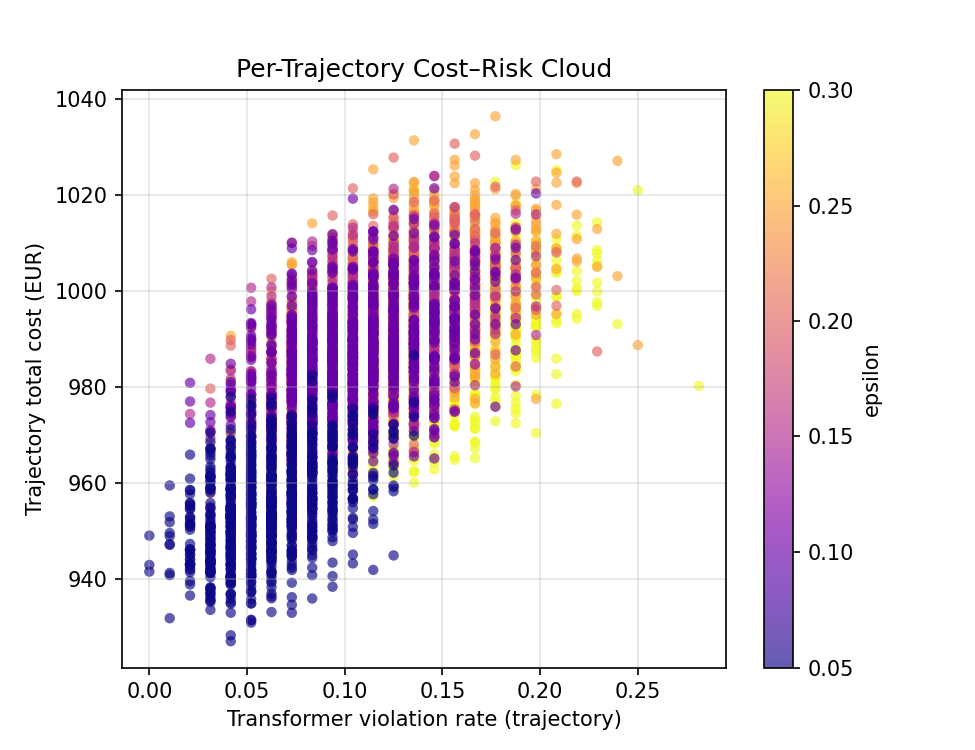 Per-Trajectory Cost–Risk Cloud
Trajectory total cost (EUR)
1040
1020
1000
980
960
940
0.00 0.05 0.10 0.15 0.20 0.25
Transformer violation rate (trajectory)
0.30
0.25
0.20
0.15
0.10
0.05
epsilon